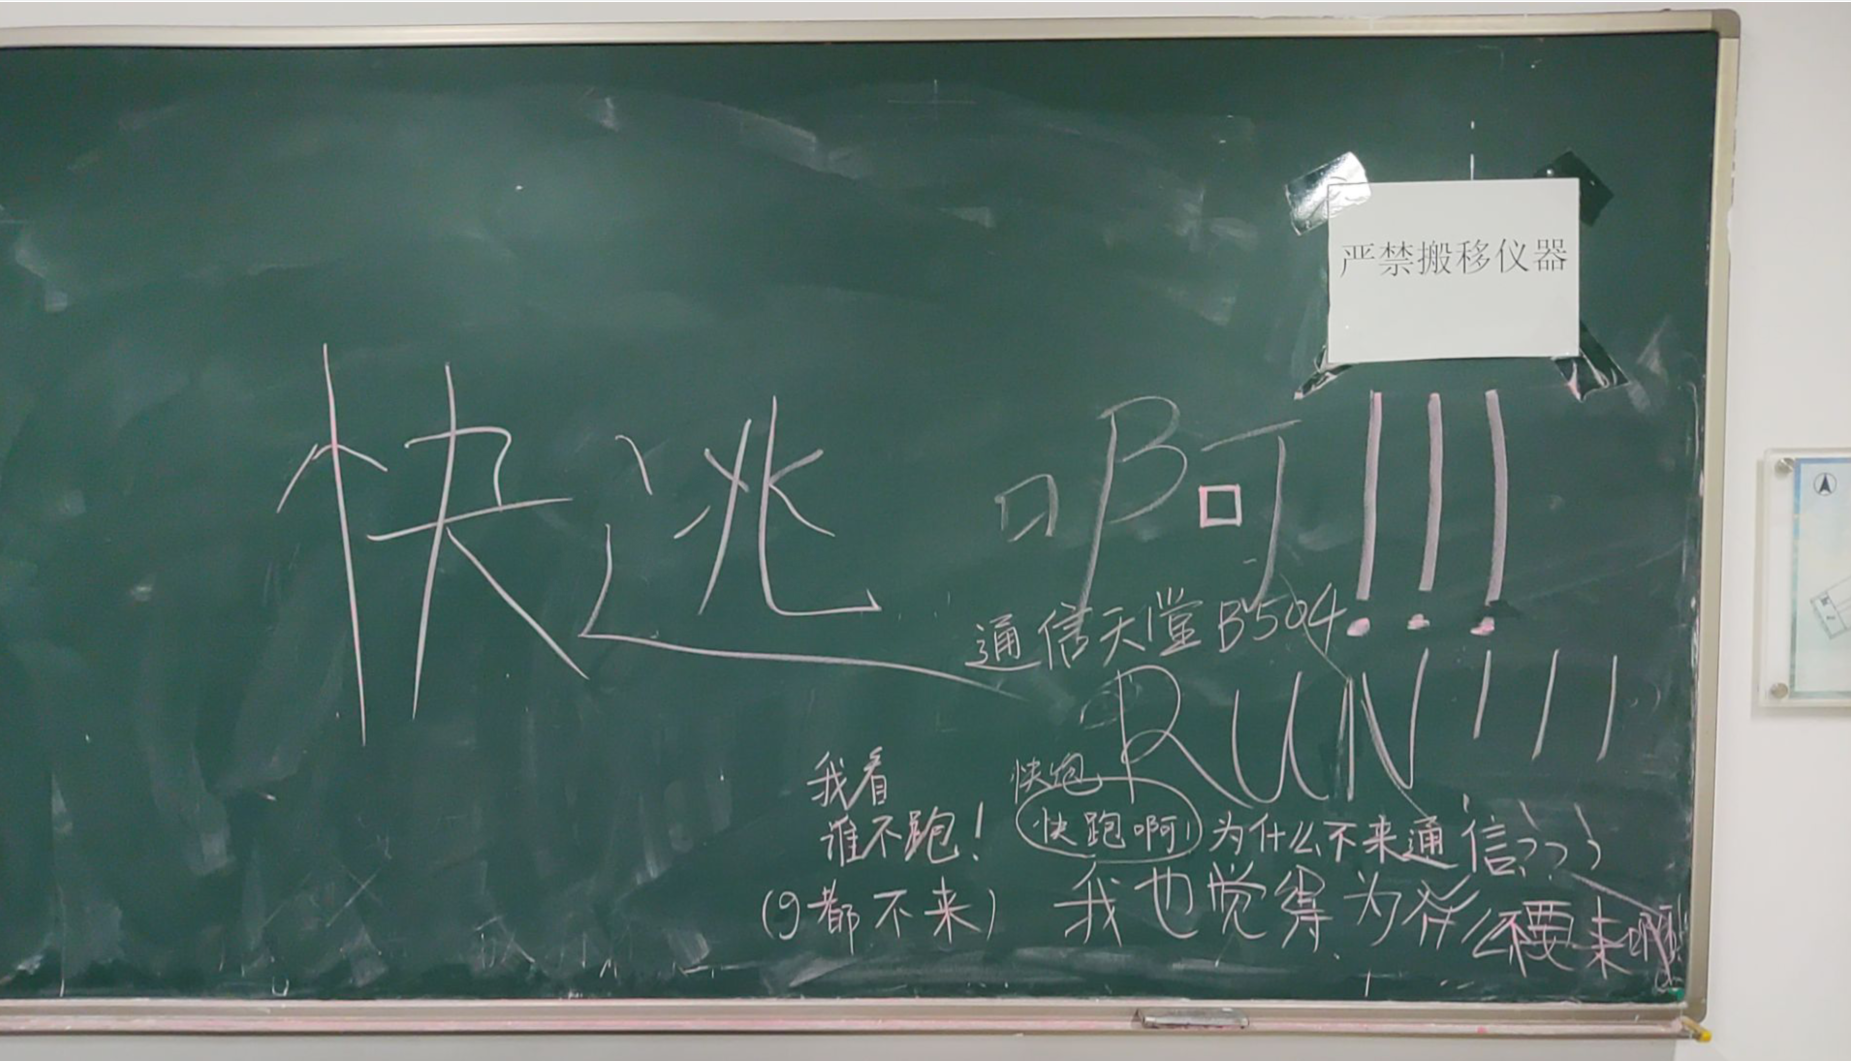 严禁搬移仪器
快逃 啊!!!
通信天堂B504
RUN!!!
我看
谁不跑!
快跑
快跑啊!
为什么不来通信???
(9都不来)
我也觉得为什么不要来啊